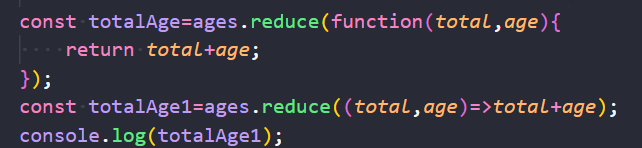 const totalAge=ages.reduce(function(total,age){
    return total+age;
});
const totalAge1=ages.reduce((total,age)=>total+age);
console.log(totalAge1);